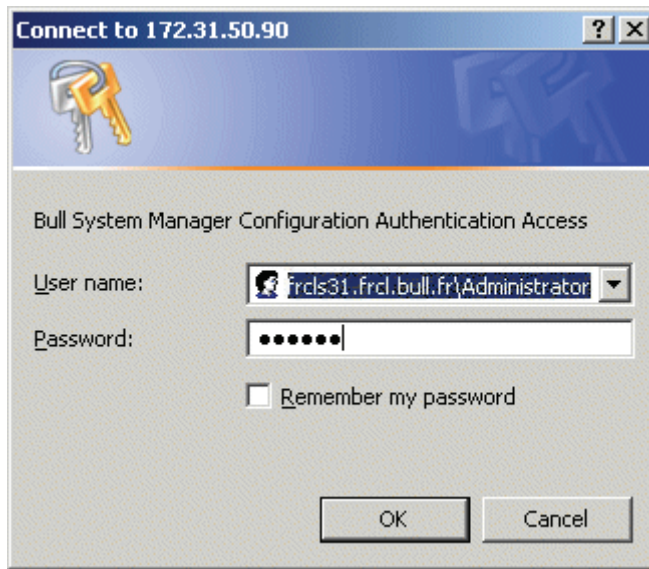 Connect to 172.31.50.90
Bull System Manager Configuration Authentication Access
User name:
frcls31.frcl.bull.fr\Administrator
Password:
••••••
Remember my password
OK
Cancel